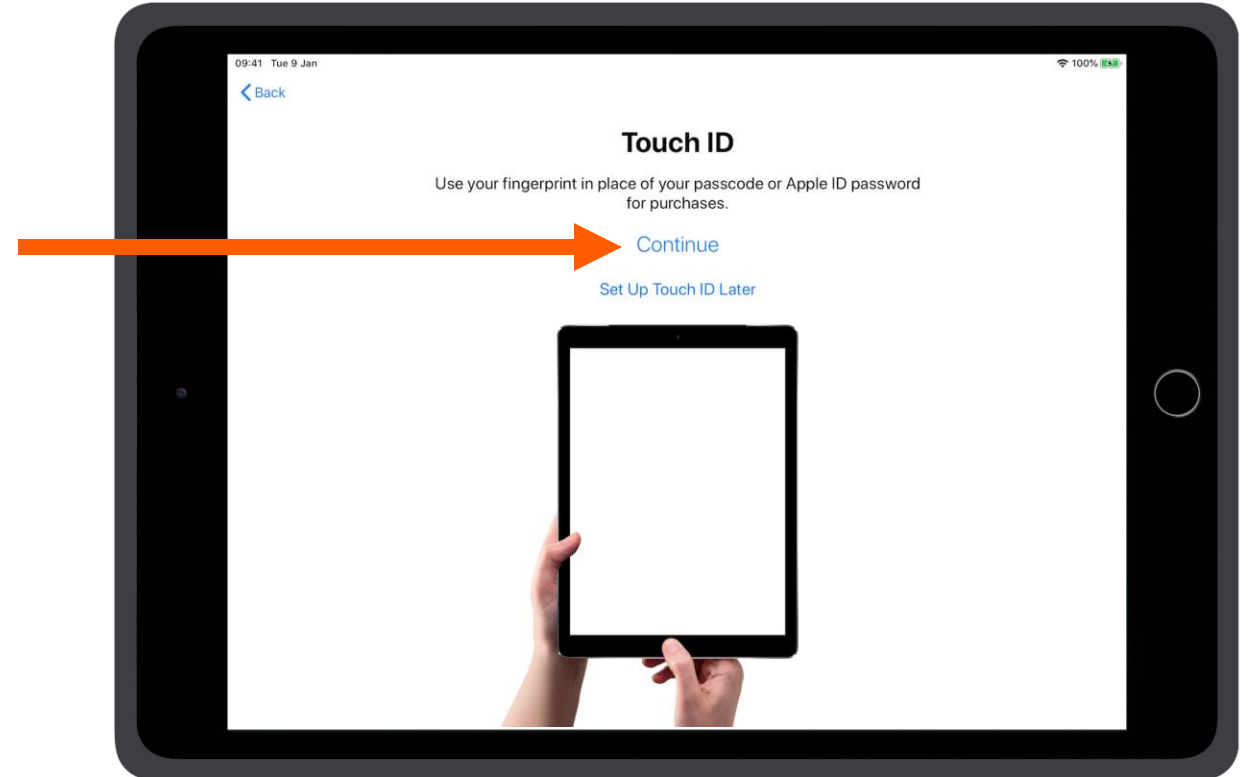 09:41 Tue 9 Jan
100%
Back
Touch ID
Use your fingerprint in place of your passcode or Apple ID password
for purchases.
Continue
Set Up Touch ID Later